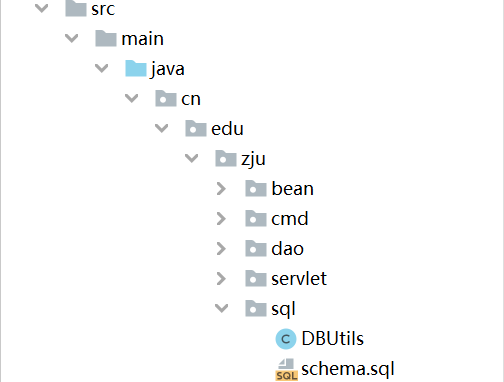 src
main
java
cn
edu
zju
bean
cmd
dao
servlet
sql
C DBUtils
SQL schema.sql